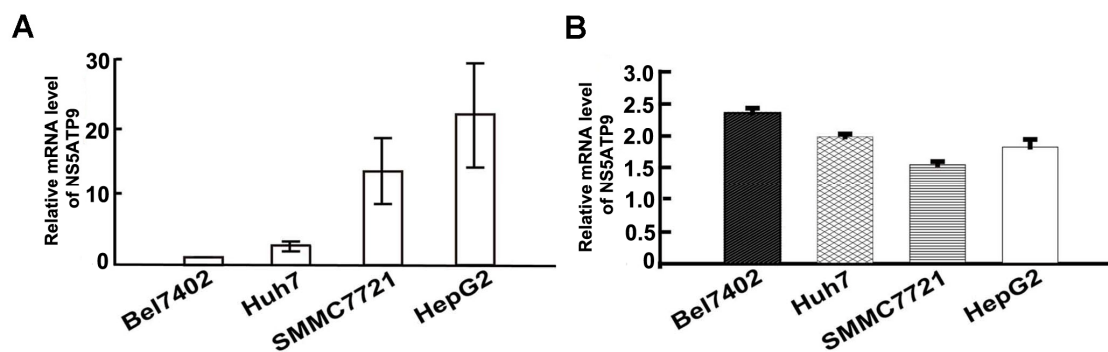 A
Relative mRNA level
of NS5ATP9
30
20
10
0
Bel7402
Huh7
SMMC7721
HepG2
B
Relative mRNA level
of NS5ATP9
3.0
2.5
2.0
1.5
1.0
0.5
0
Bel7402
Huh7
SMMC7721
HepG2